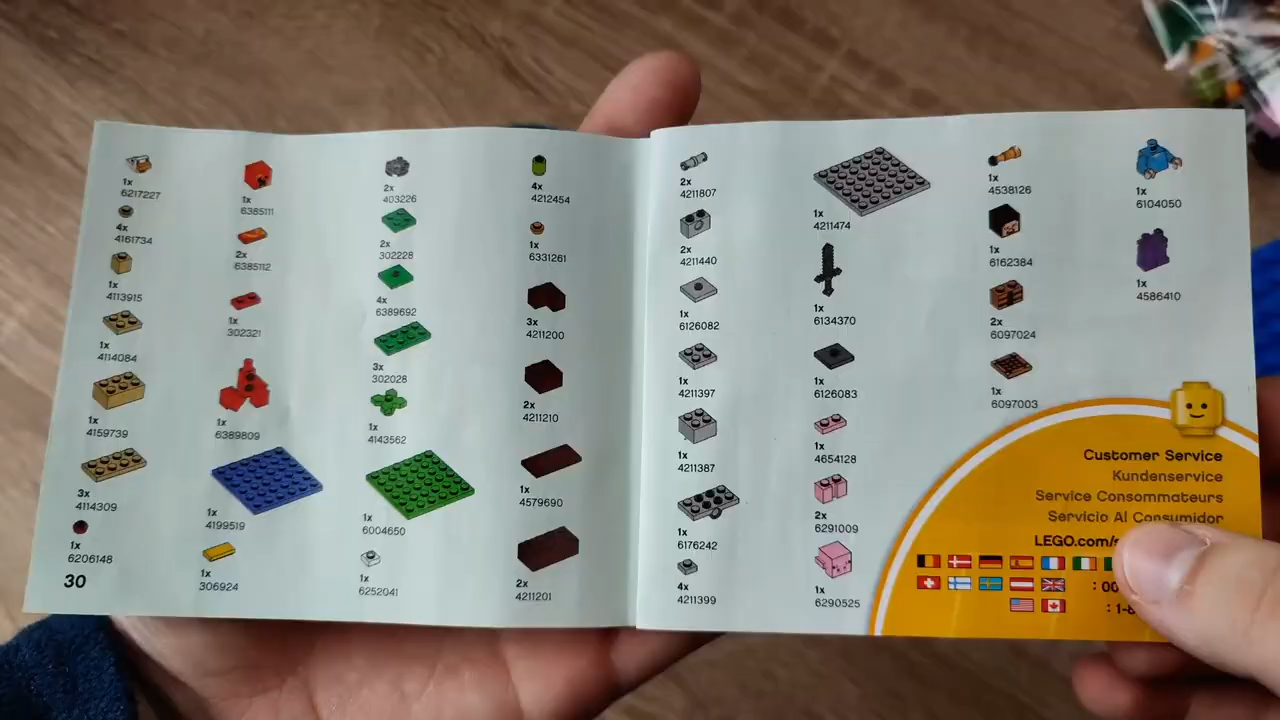 1x
6217227
4x
4161734
1x
4113915
1x
4114084
1x
4159739
3x
4114309
1x
6206148
30
1x
6385111
2x
6385112
1x
302321
1x
6389809
1x
4199519
1x
306924
2x
403226
2x
302228
4x
6389692
3x
302028
1x
4143562
1x
6004650
1x
6252041
4x
4212454
1x
6331261
3x
4211200
2x
4211210
1x
4579690
2x
4211201
2x
4211807
2x
4211440
1x
6126082
1x
4211397
1x
4211387
1x
6176242
4x
4211399
1x
4211474
1x
6134370
1x
6126083
1x
4654128
2x
6291009
1x
6290525
1x
4538126
1x
6162384
2x
6097024
1x
6097003
1x
6104050
1x
4586410
Customer Service
Kundenservice
Service Consommateurs
Servicio Al Consumidor
LEGO.com/s
: 00
: 1-8